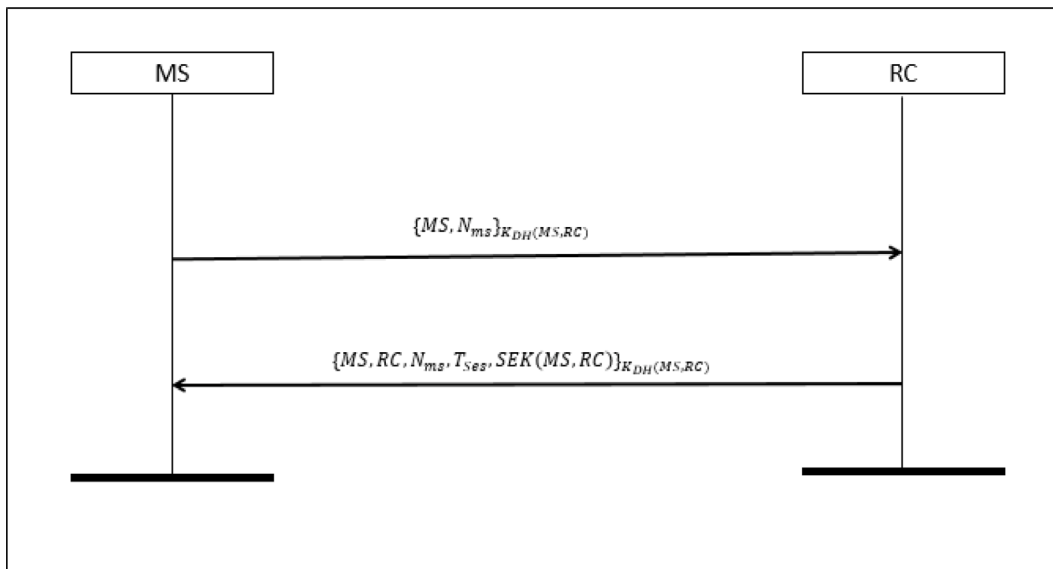 MS
RC
{MS, N_ms}_K_DH(MS,RC)
{MS, RC, N_ms, T_Ses, SEK(MS, RC)}_K_DH(MS,RC)